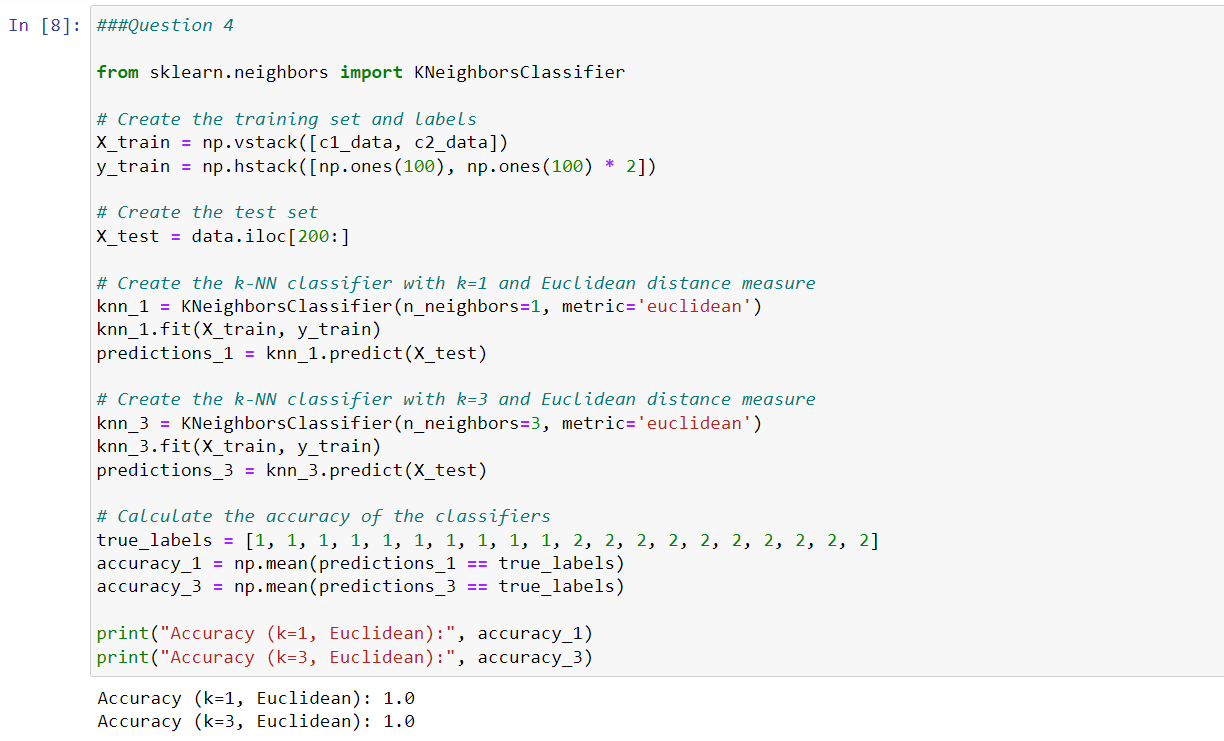 In [8]: ###Question 4
from sklearn.neighbors import KNeighborsClassifier
# Create the training set and labels
X_train = np.vstack([c1_data, c2_data])
y_train = np.hstack([np.ones(100), np.ones(100) * 2])
# Create the test set
X_test = data.iloc[200:]
# Create the k-NN classifier with k=1 and Euclidean distance measure
knn_1 = KNeighborsClassifier(n_neighbors=1, metric='euclidean')
knn_1.fit(X_train, y_train)
predictions_1 = knn_1.predict(X_test)
# Create the k-NN classifier with k=3 and Euclidean distance measure
knn_3 = KNeighborsClassifier(n_neighbors=3, metric='euclidean')
knn_3.fit(X_train, y_train)
predictions_3 = knn_3.predict(X_test)
# Calculate the accuracy of the classifiers
true_labels = [1, 1, 1, 1, 1, 1, 1, 1, 1, 1, 2, 2, 2, 2, 2, 2, 2, 2, 2, 2]
accuracy_1 = np.mean(predictions_1 == true_labels)
accuracy_3 = np.mean(predictions_3 == true_labels)
print("Accuracy (k=1, Euclidean):", accuracy_1)
print("Accuracy (k=3, Euclidean):", accuracy_3)
Accuracy (k=1, Euclidean): 1.0
Accuracy (k=3, Euclidean): 1.0